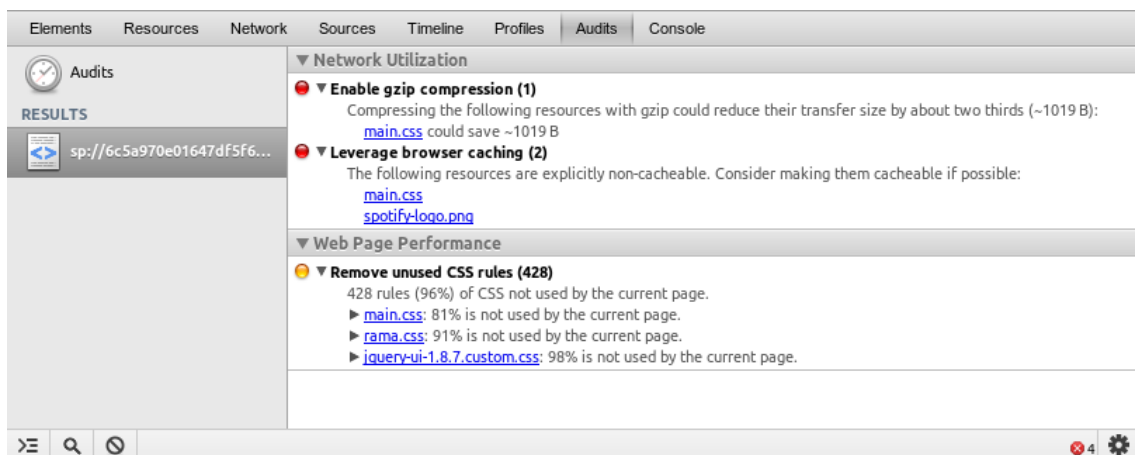 Elements Resources Network Sources Timeline Profiles Audits Console
Audits
RESULTS
sp://6c5a970e01647df5f6...
▼ Network Utilization
▼ Enable gzip compression (1)
Compressing the following resources with gzip could reduce their transfer size by about two thirds (~1019 B):
main.css could save ~1019 B
▼ Leverage browser caching (2)
The following resources are explicitly non-cacheable. Consider making them cacheable if possible:
main.css
spotify-logo.png
▼ Web Page Performance
▼ Remove unused CSS rules (428)
428 rules (96%) of CSS not used by the current page.
▶ main.css: 81% is not used by the current page.
▶ rama.css: 91% is not used by the current page.
▶ jquery-ui-1.8.7.custom.css: 98% is not used by the current page.
4